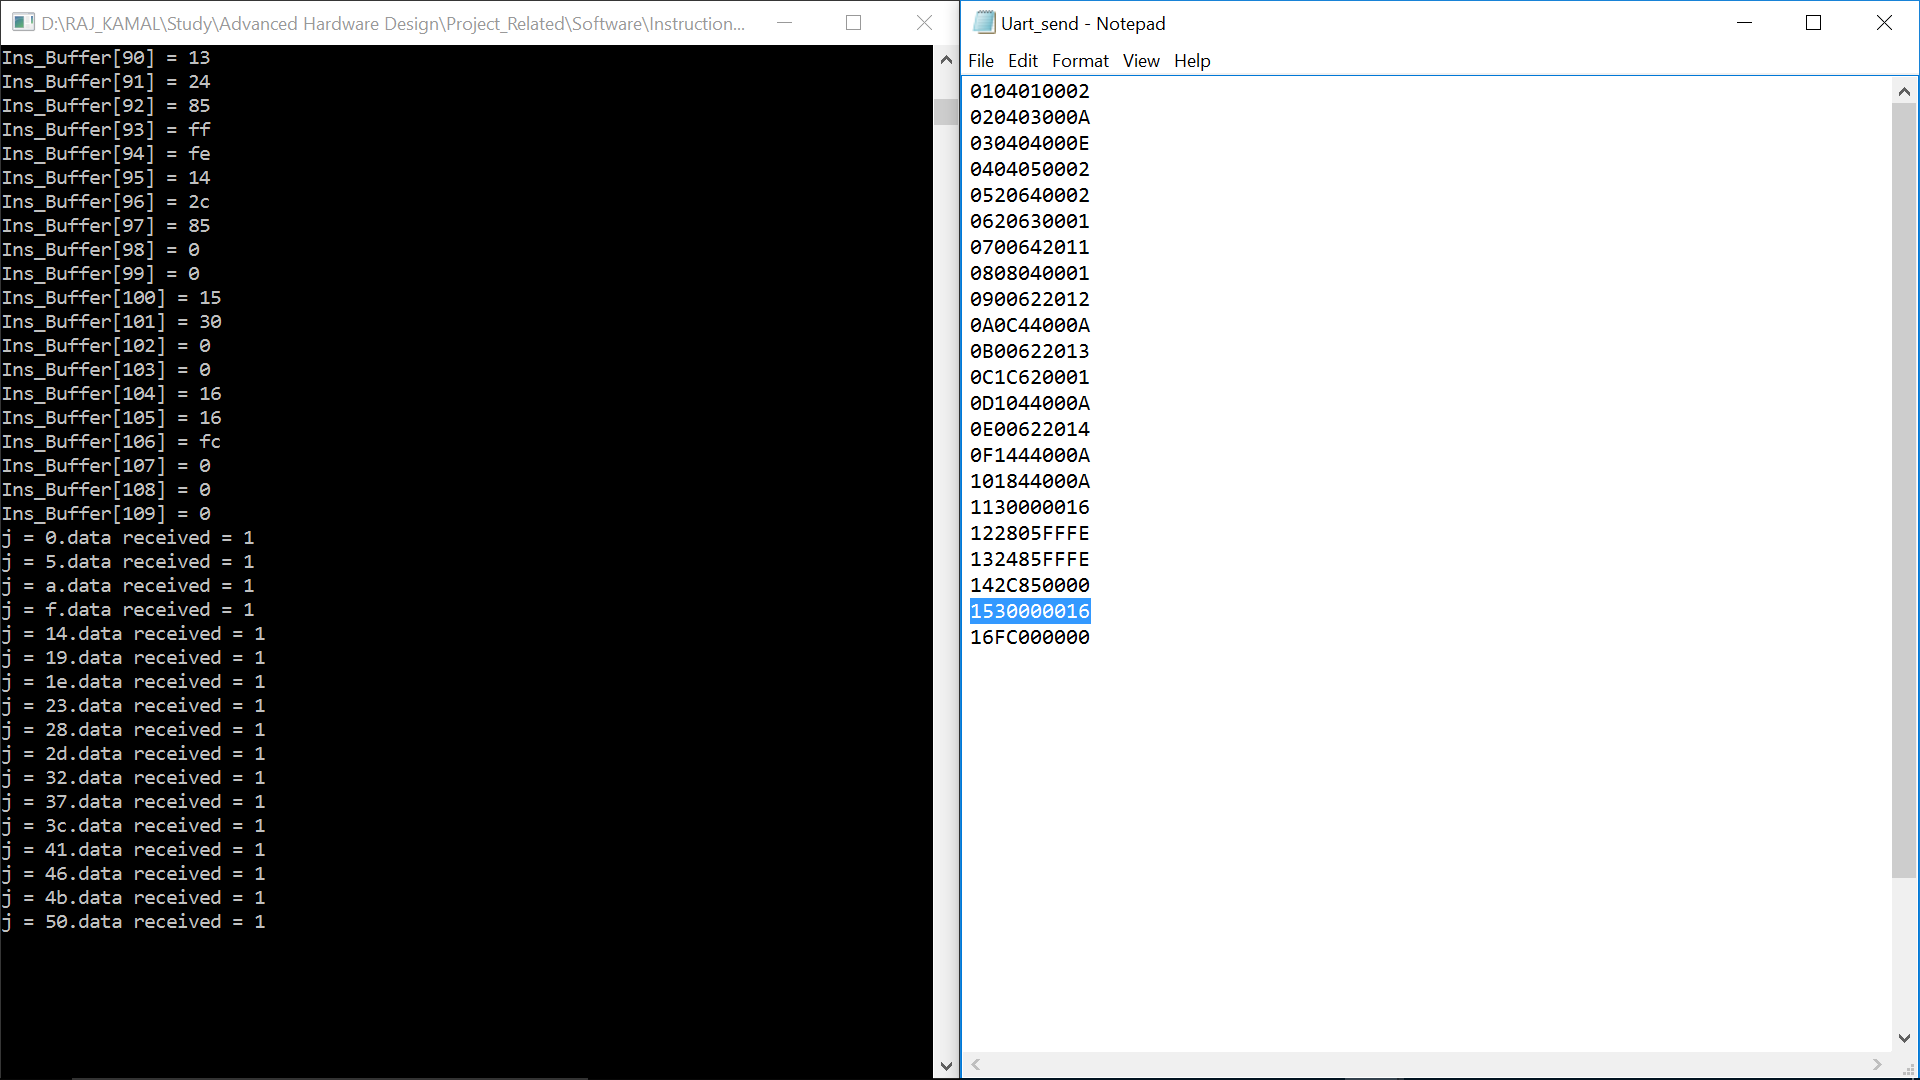 D:\RAJ_KAMAL\Study\Advanced Hardware Design\Project_Related\Software\Instruction...
Ins_Buffer[90] = 13
Ins_Buffer[91] = 24
Ins_Buffer[92] = 85
Ins_Buffer[93] = ff
Ins_Buffer[94] = fe
Ins_Buffer[95] = 14
Ins_Buffer[96] = 2c
Ins_Buffer[97] = 85
Ins_Buffer[98] = 0
Ins_Buffer[99] = 0
Ins_Buffer[100] = 15
Ins_Buffer[101] = 30
Ins_Buffer[102] = 0
Ins_Buffer[103] = 0
Ins_Buffer[104] = 16
Ins_Buffer[105] = 16
Ins_Buffer[106] = fc
Ins_Buffer[107] = 0
Ins_Buffer[108] = 0
Ins_Buffer[109] = 0
j = 0.data received = 1
j = 5.data received = 1
j = a.data received = 1
j = f.data received = 1
j = 14.data received = 1
j = 19.data received = 1
j = 1e.data received = 1
j = 23.data received = 1
j = 28.data received = 1
j = 2d.data received = 1
j = 32.data received = 1
j = 37.data received = 1
j = 3c.data received = 1
j = 41.data received = 1
j = 46.data received = 1
j = 4b.data received = 1
j = 50.data received = 1
Uart_send - Notepad
File Edit Format View Help
0104010002
020403000A
030404000E
0404050002
0520640002
0620630001
0700642011
0808040001
0900622012
0A0C44000A
0B00622013
0C1C620001
0D1044000A
0E00622014
0F1444000A
101844000A
1130000016
122805FFFE
132485FFFE
142C850000
1530000016
16FC000000